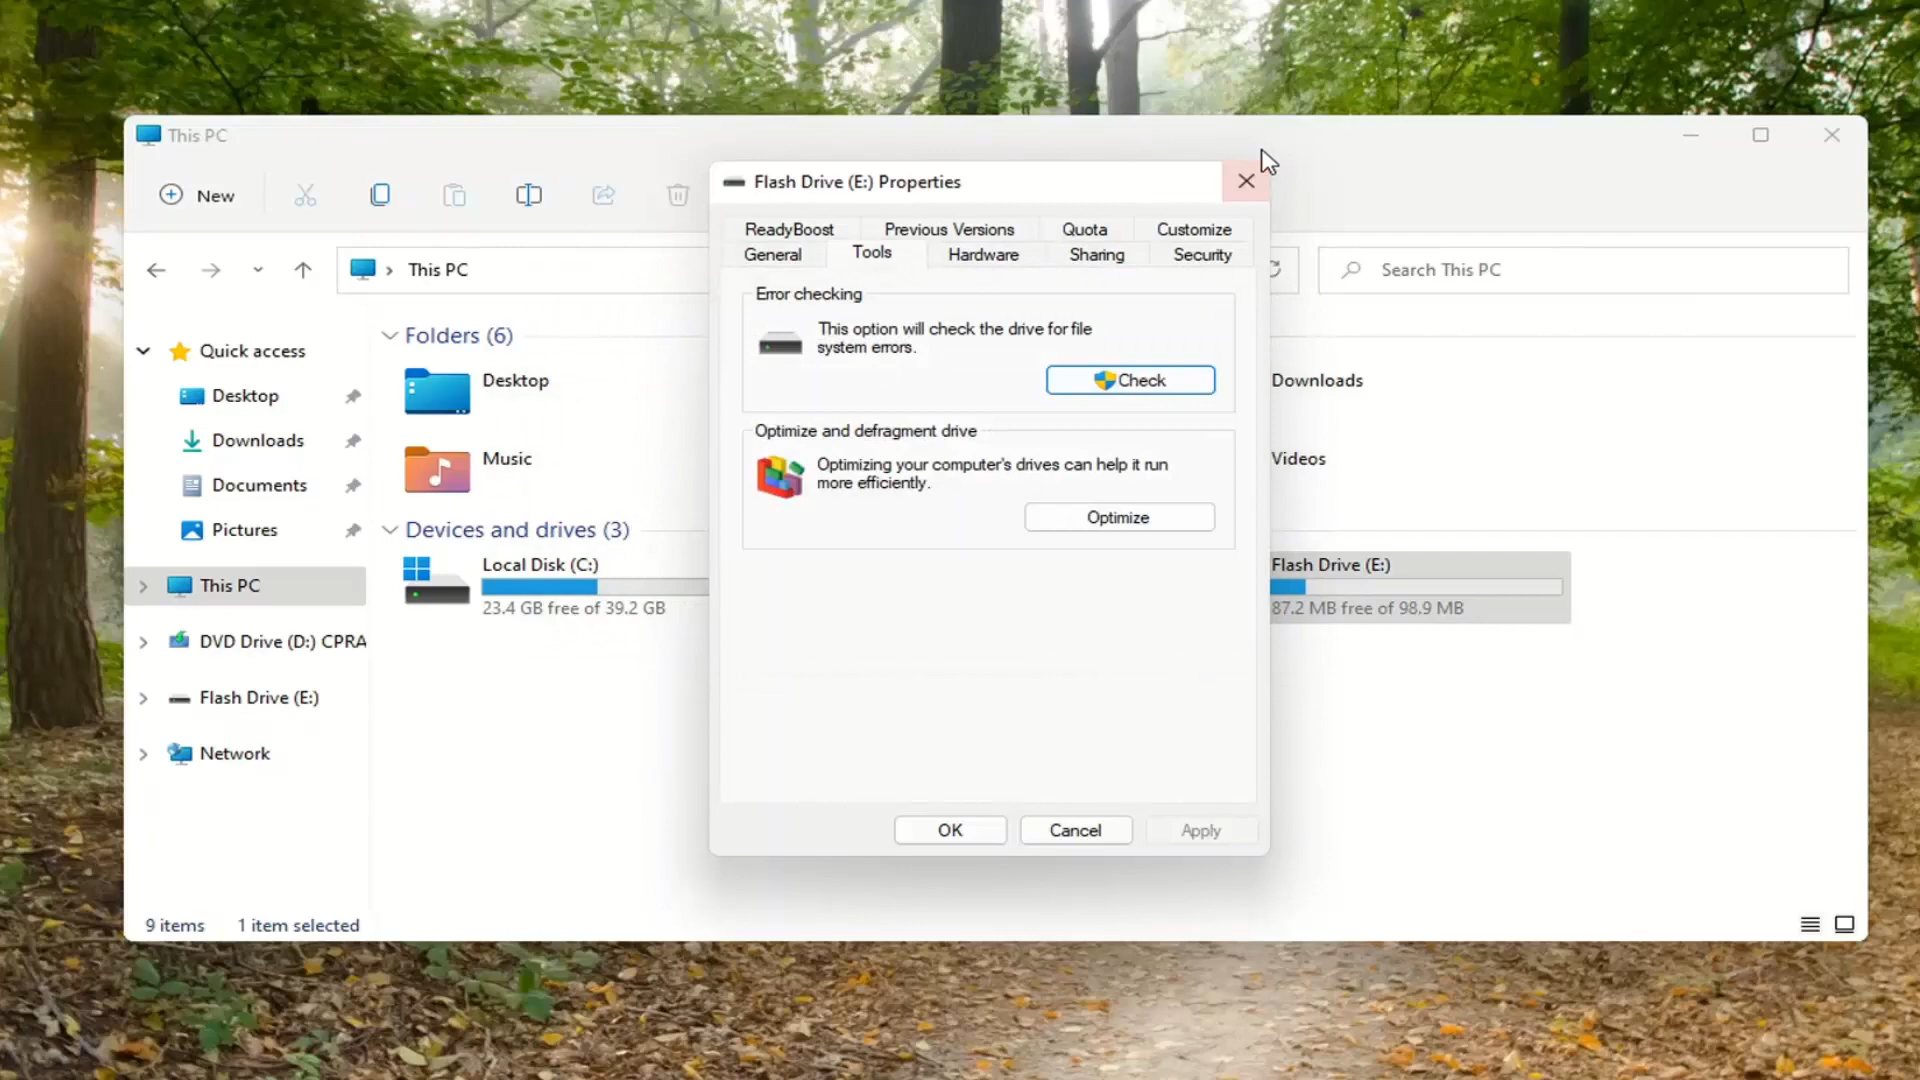 This PC
New
Flash Drive (E:) Properties
ReadyBoost
Previous Versions
Quota
Customize
General
Tools
Hardware
Sharing
Security
This PC
Search This PC
Error checking
This option will check the drive for file
system errors.
Check
Optimize and defragment drive
Optimizing your computer's drives can help it run
more efficiently.
Optimize
OK
Cancel
Apply
Quick access
Desktop
Downloads
Documents
Pictures
This PC
DVD Drive (D:) CPRA
Flash Drive (E:)
Network
Folders (6)
Desktop
Downloads
Music
Videos
Devices and drives (3)
Local Disk (C:)
23.4 GB free of 39.2 GB
Flash Drive (E:)
87.2 MB free of 98.9 MB
9 items
1 item selected